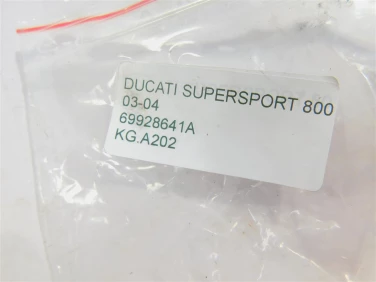 DUCATI SUPERSPORT 800
03-04
69928641A
KG.A202